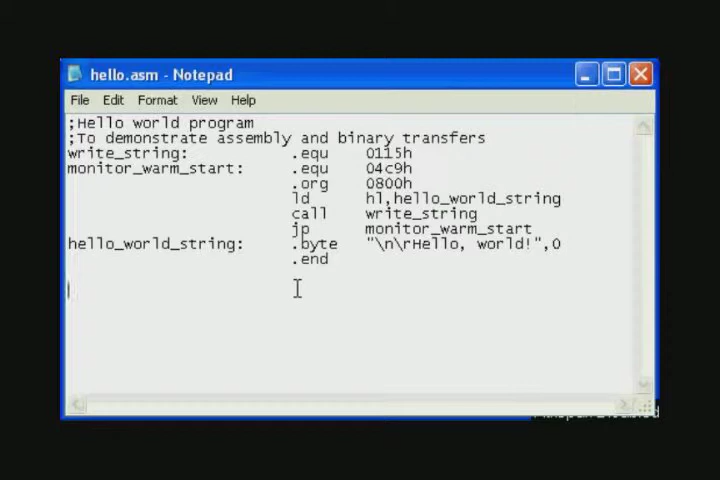 hello.asm - Notepad
File Edit Format View Help
;Hello world program
;To demonstrate assembly and binary transfers
write_string: .equ 0115h
monitor_warm_start: .equ 04c9h
.org 0800h
ld hl,hello_world_string
call write_string
jp monitor_warm_start
hello_world_string: .byte "\n\rHello, world!",0
.end